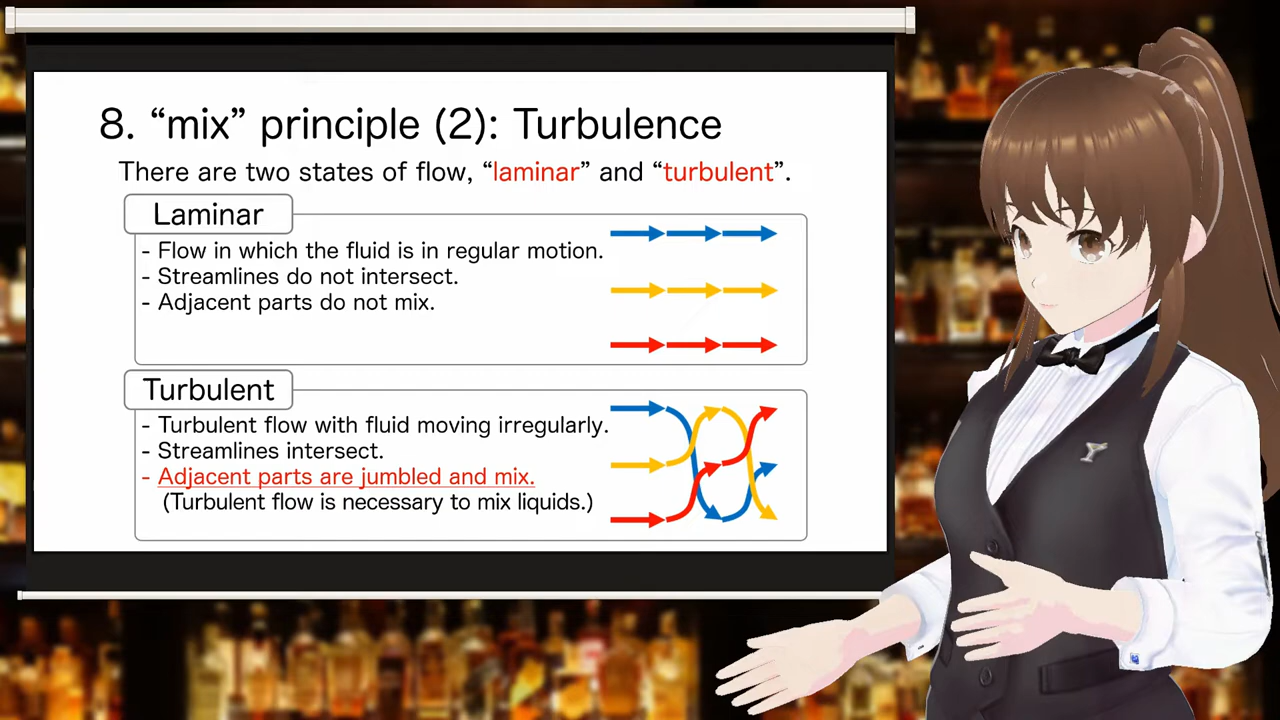 8. “mix” principle (2): Turbulence
There are two states of flow, “laminar” and “turbulent”.
Laminar
- Flow in which the fluid is in regular motion.
- Streamlines do not intersect.
- Adjacent parts do not mix.
Turbulent
- Turbulent flow with fluid moving irregularly.
- Streamlines intersect.
- Adjacent parts are jumbled and mix.
(Turbulent flow is necessary to mix liquids.)